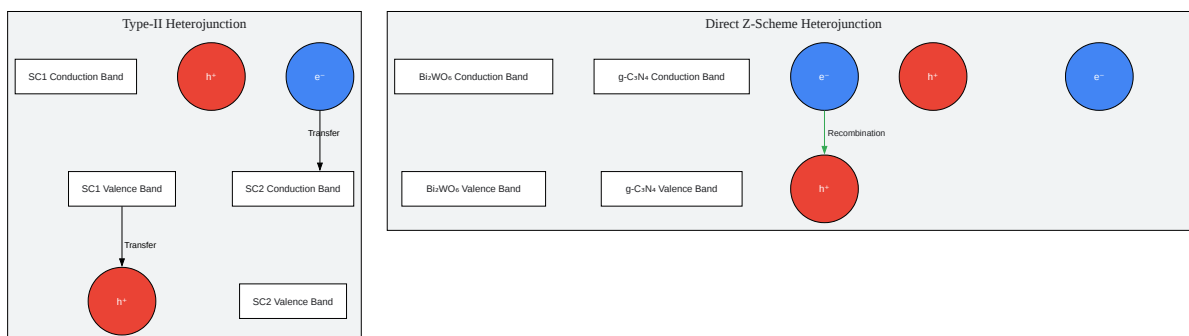 Type-II Heterojunction
SC1 Conduction Band
h⁺
e⁻
Transfer
SC1 Valence Band
SC2 Conduction Band
Transfer
h⁺
SC2 Valence Band
Direct Z-Scheme Heterojunction
Bi₂WO₆ Conduction Band
g-C₃N₄ Conduction Band
e⁻
h⁺
e⁻
Recombination
Bi₂WO₆ Valence Band
g-C₃N₄ Valence Band
h⁺